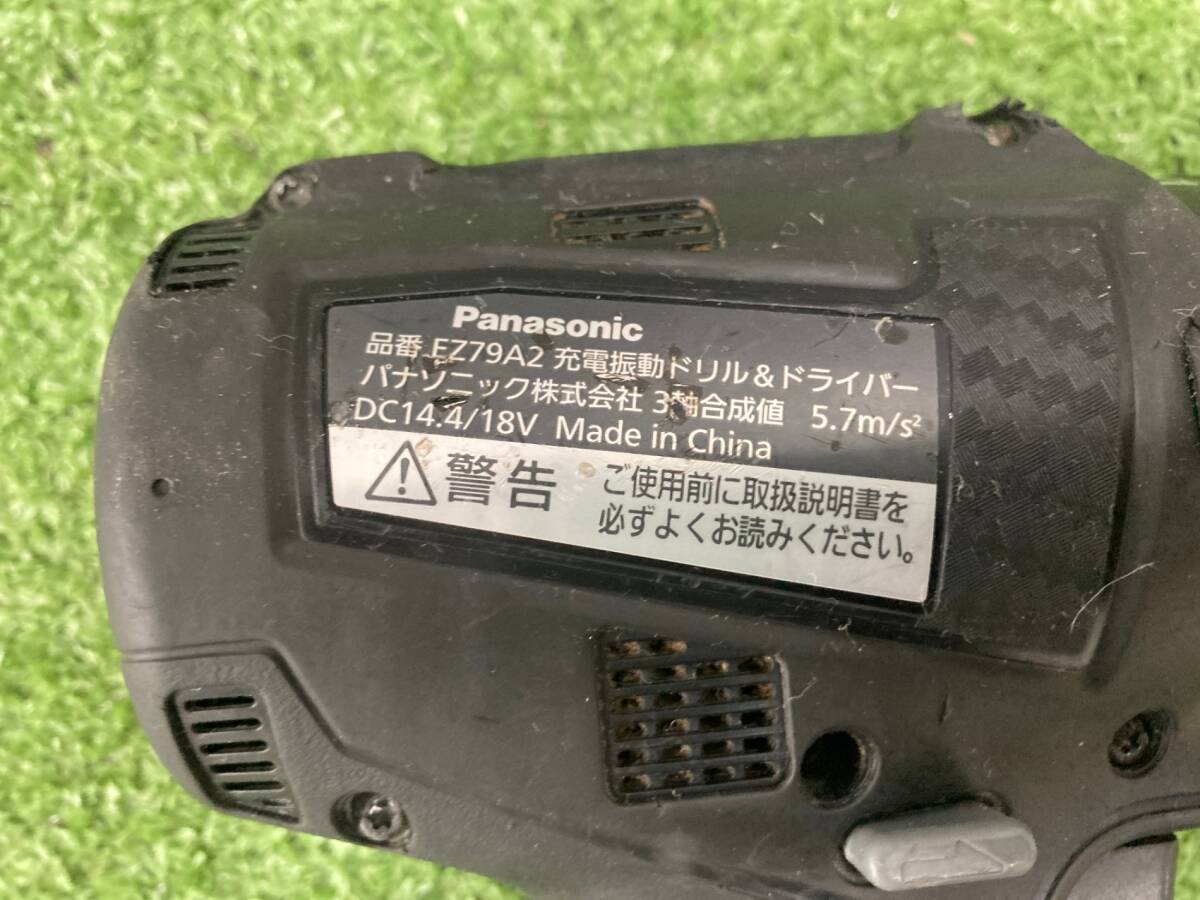 Panasonic
品番 EZ79A2 充電振動ドリル&ドライバー
パナソニック株式会社 3軸合成値 5.7m/s²
DC14.4/18V Made in China
警告
ご使用前に取扱説明書を
必ずよくお読みください。